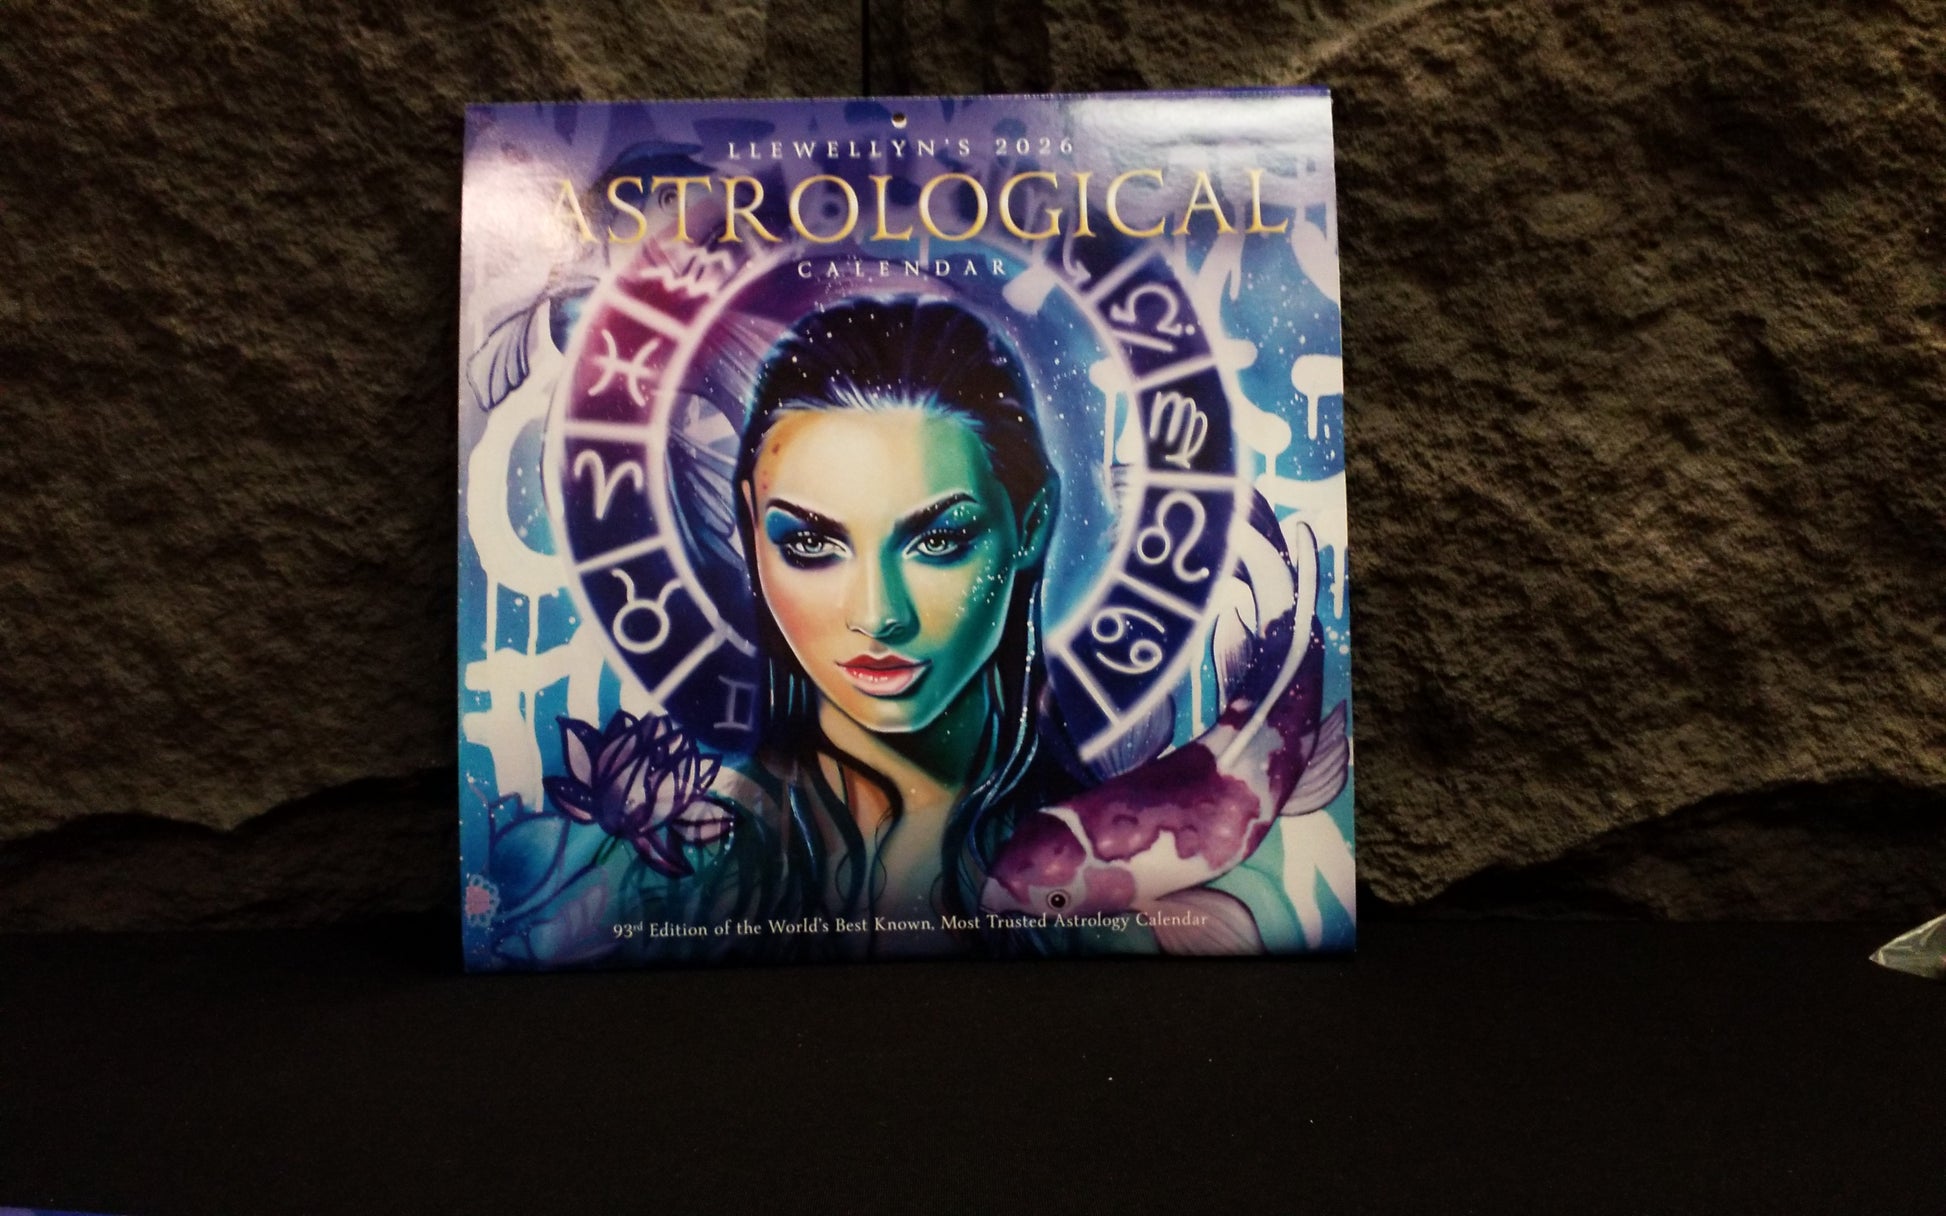 LLEWELLYN'S 2026
ASTROLOGICAL
CALENDAR
93rd Edition of the World's Best Known, Most Trusted Astrology Calendar